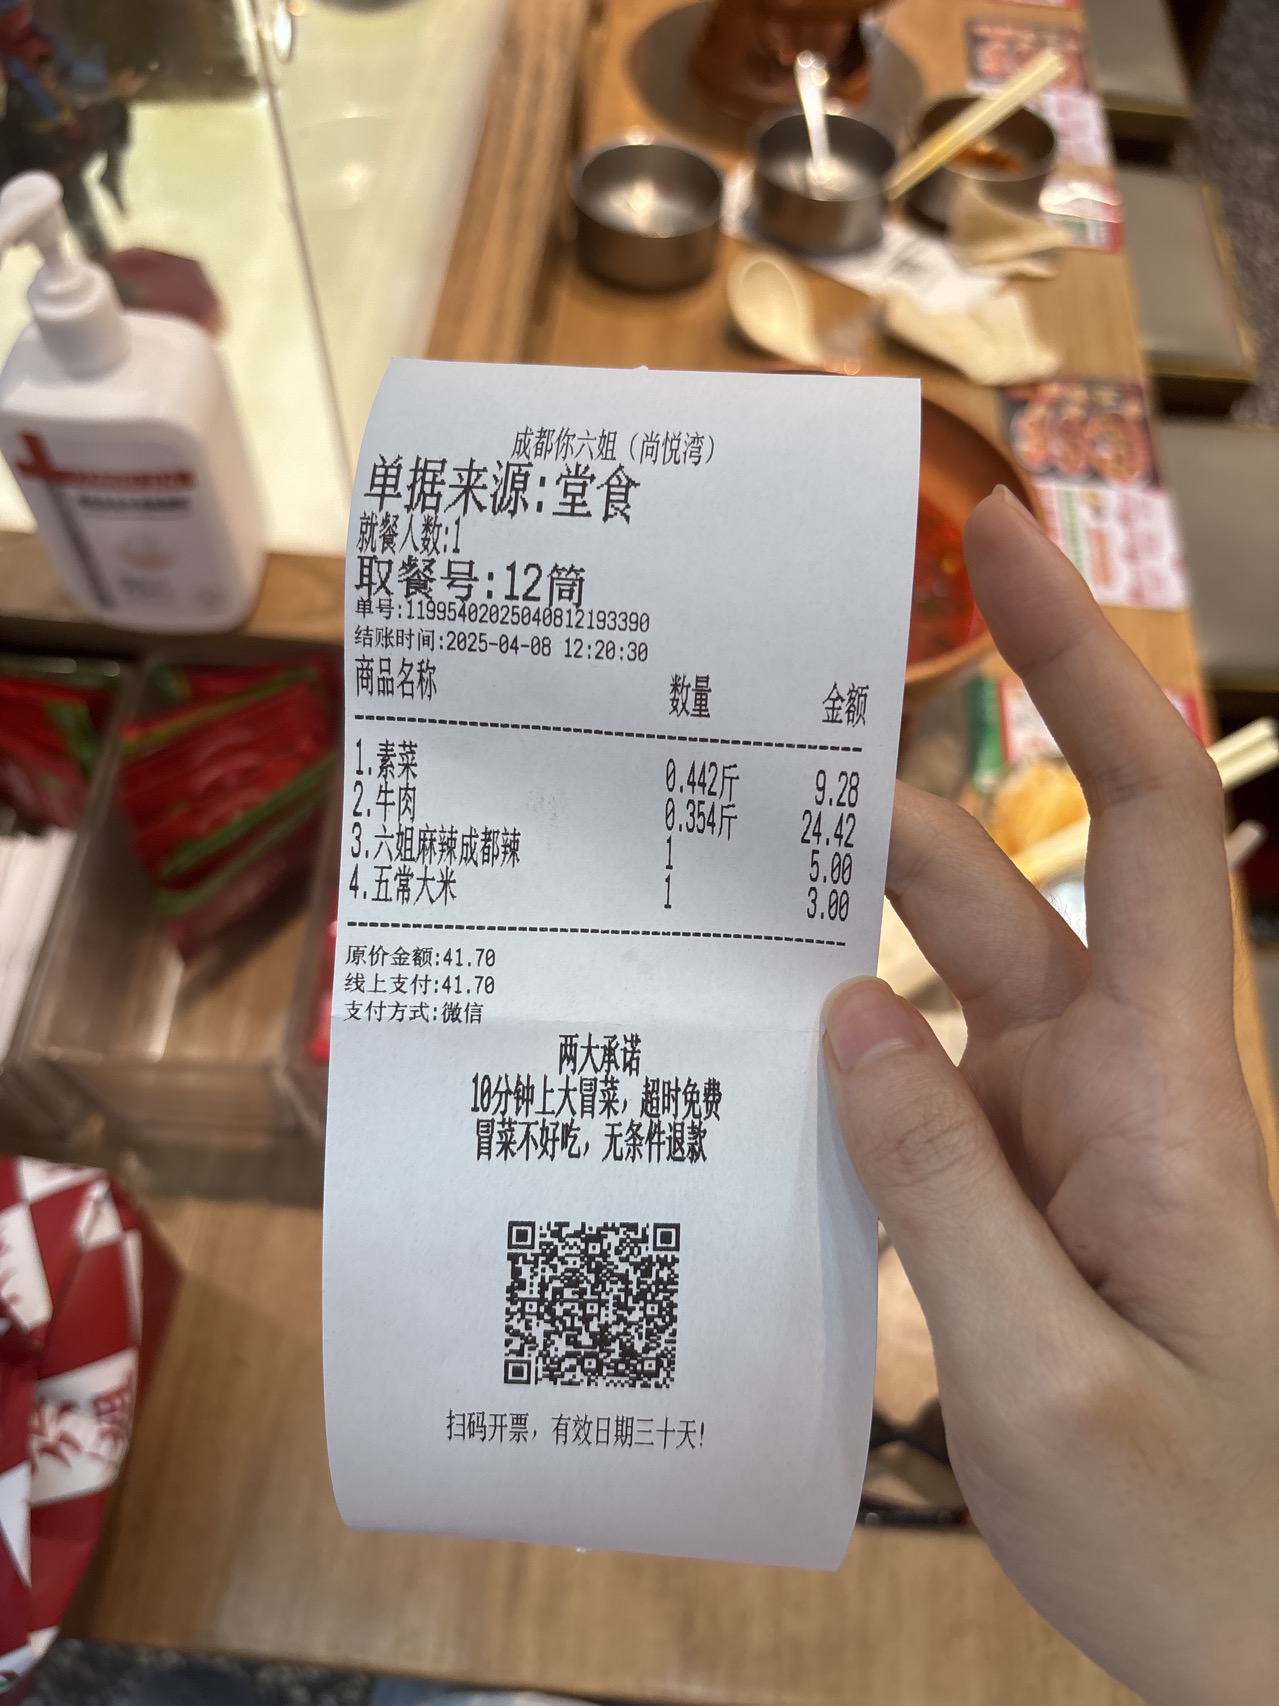 成都你六姐（尚悦湾）
单据来源:堂食
就餐人数:1
取餐号:12筒
单号:11995402025040812193390
结账时间:2025-04-08 12:20:30
商品名称 数量 金额
1.素菜 0.442斤 9.28
2.牛肉 0.354斤 24.42
3.六姐麻辣成都辣 1 5.00
4.五常大米 1 3.00
原价金额:41.70
线上支付:41.70
支付方式:微信
两大承诺
10分钟上大冒菜，超时免费
冒菜不好吃，无条件退款
扫码开票，有效日期三十天!